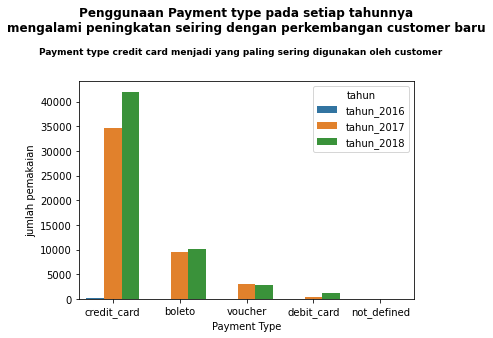 Penggunaan Payment type pada setiap tahunnya
mengalami peningkatan seiring dengan perkembangan customer baru
Payment type credit card menjadi yang paling sering digunakan oleh customer
tahun
tahun_2016
tahun_2017
tahun_2018
jumlah pemakaian
40000
35000
30000
25000
20000
15000
10000
5000
0
credit_card boleto voucher debit_card not_defined
Payment Type